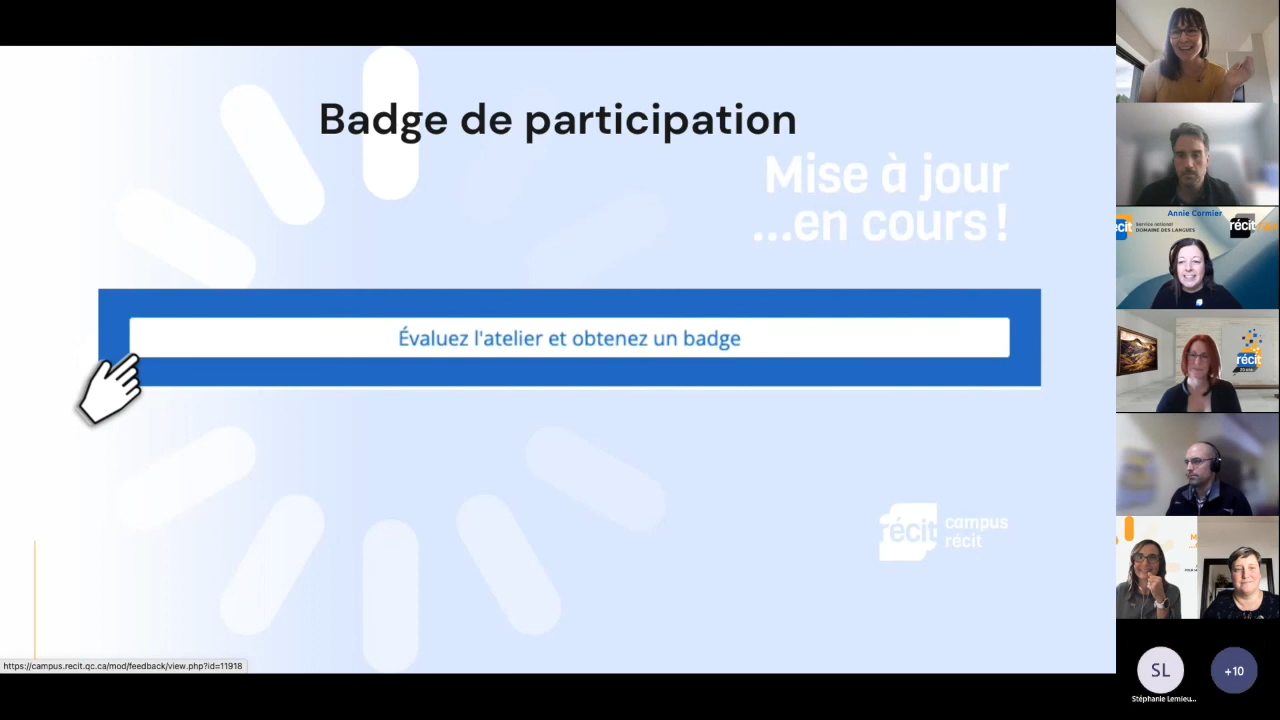 Badge de participation
Mise à jour
...en cours !
Évaluez l'atelier et obtenez un badge
récit
campus
récit
https://campus.recit.qc.ca/mod/feedback/view.php?id=11918
Annie Cormier
Service national
DOMAINE DES LANGUES
récit
récit
SL
+10
Stéphanie Lemieu...